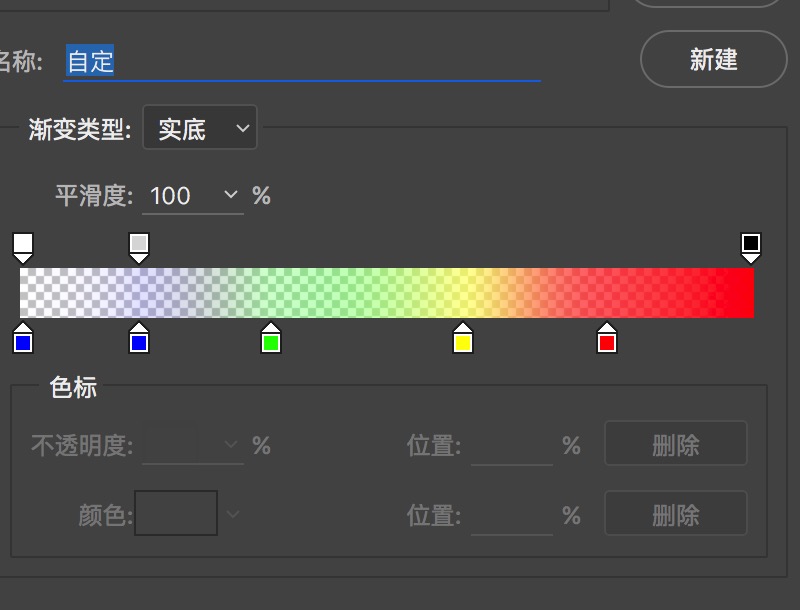 名称: 自定
新建
渐变类型: 实底
平滑度: 100 %
色标
不透明度: % 位置: % 删除
颜色: 位置: % 删除